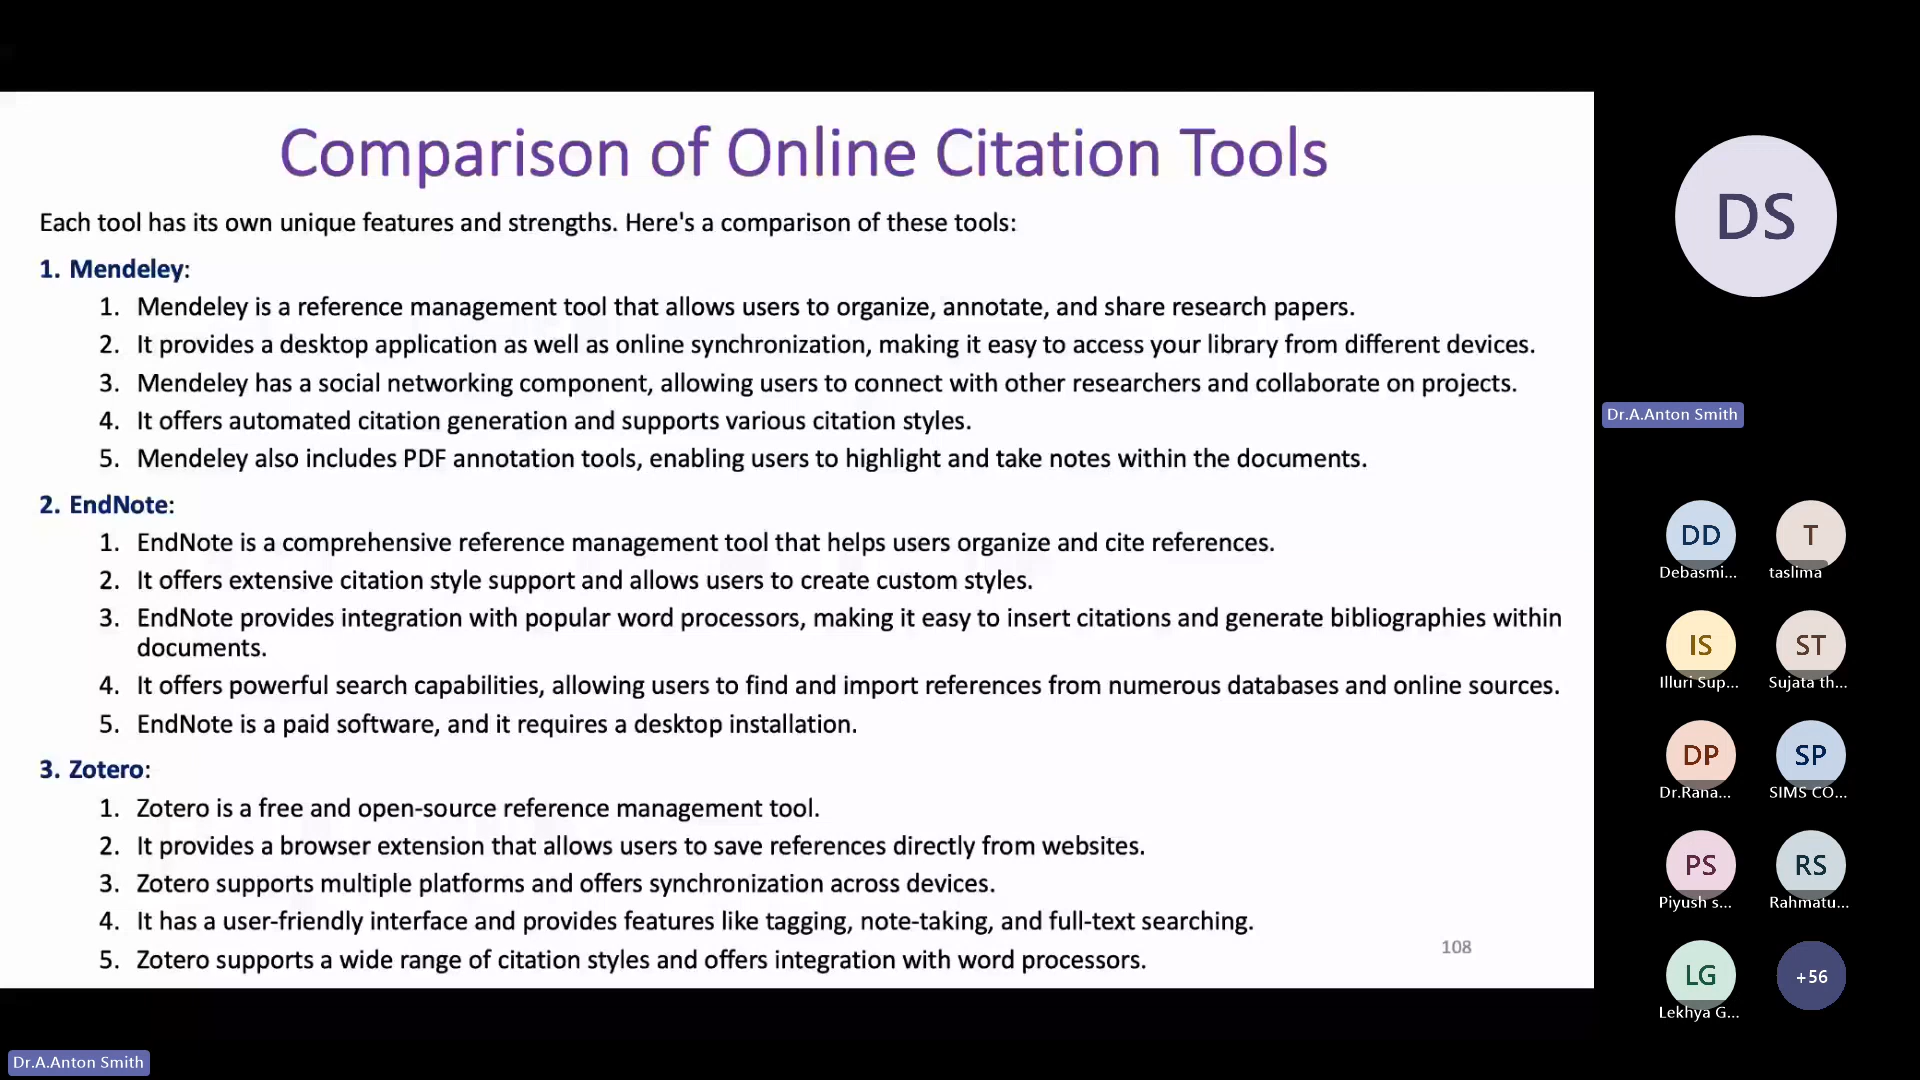 Comparison of Online Citation Tools
Each tool has its own unique features and strengths. Here's a comparison of these tools:
1. Mendeley:
1. Mendeley is a reference management tool that allows users to organize, annotate, and share research papers.
2. It provides a desktop application as well as online synchronization, making it easy to access your library from different devices.
3. Mendeley has a social networking component, allowing users to connect with other researchers and collaborate on projects.
4. It offers automated citation generation and supports various citation styles.
5. Mendeley also includes PDF annotation tools, enabling users to highlight and take notes within the documents.
2. EndNote:
1. EndNote is a comprehensive reference management tool that helps users organize and cite references.
2. It offers extensive citation style support and allows users to create custom styles.
3. EndNote provides integration with popular word processors, making it easy to insert citations and generate bibliographies within
documents.
4. It offers powerful search capabilities, allowing users to find and import references from numerous databases and online sources.
5. EndNote is a paid software, and it requires a desktop installation.
3. Zotero:
1. Zotero is a free and open-source reference management tool.
2. It provides a browser extension that allows users to save references directly from websites.
3. Zotero supports multiple platforms and offers synchronization across devices.
4. It has a user-friendly interface and provides features like tagging, note-taking, and full-text searching.
5. Zotero supports a wide range of citation styles and offers integration with word processors.
108
DS
Dr.A.Anton Smith
DD
Debasmi...
T
taslima
IS
Illuri Sup...
ST
Sujata th...
DP
Dr.Rana...
SP
SIMS CO...
PS
Piyush s...
RS
Rahmatu...
LG
Lekhya G...
+56
Dr.A.Anton Smith